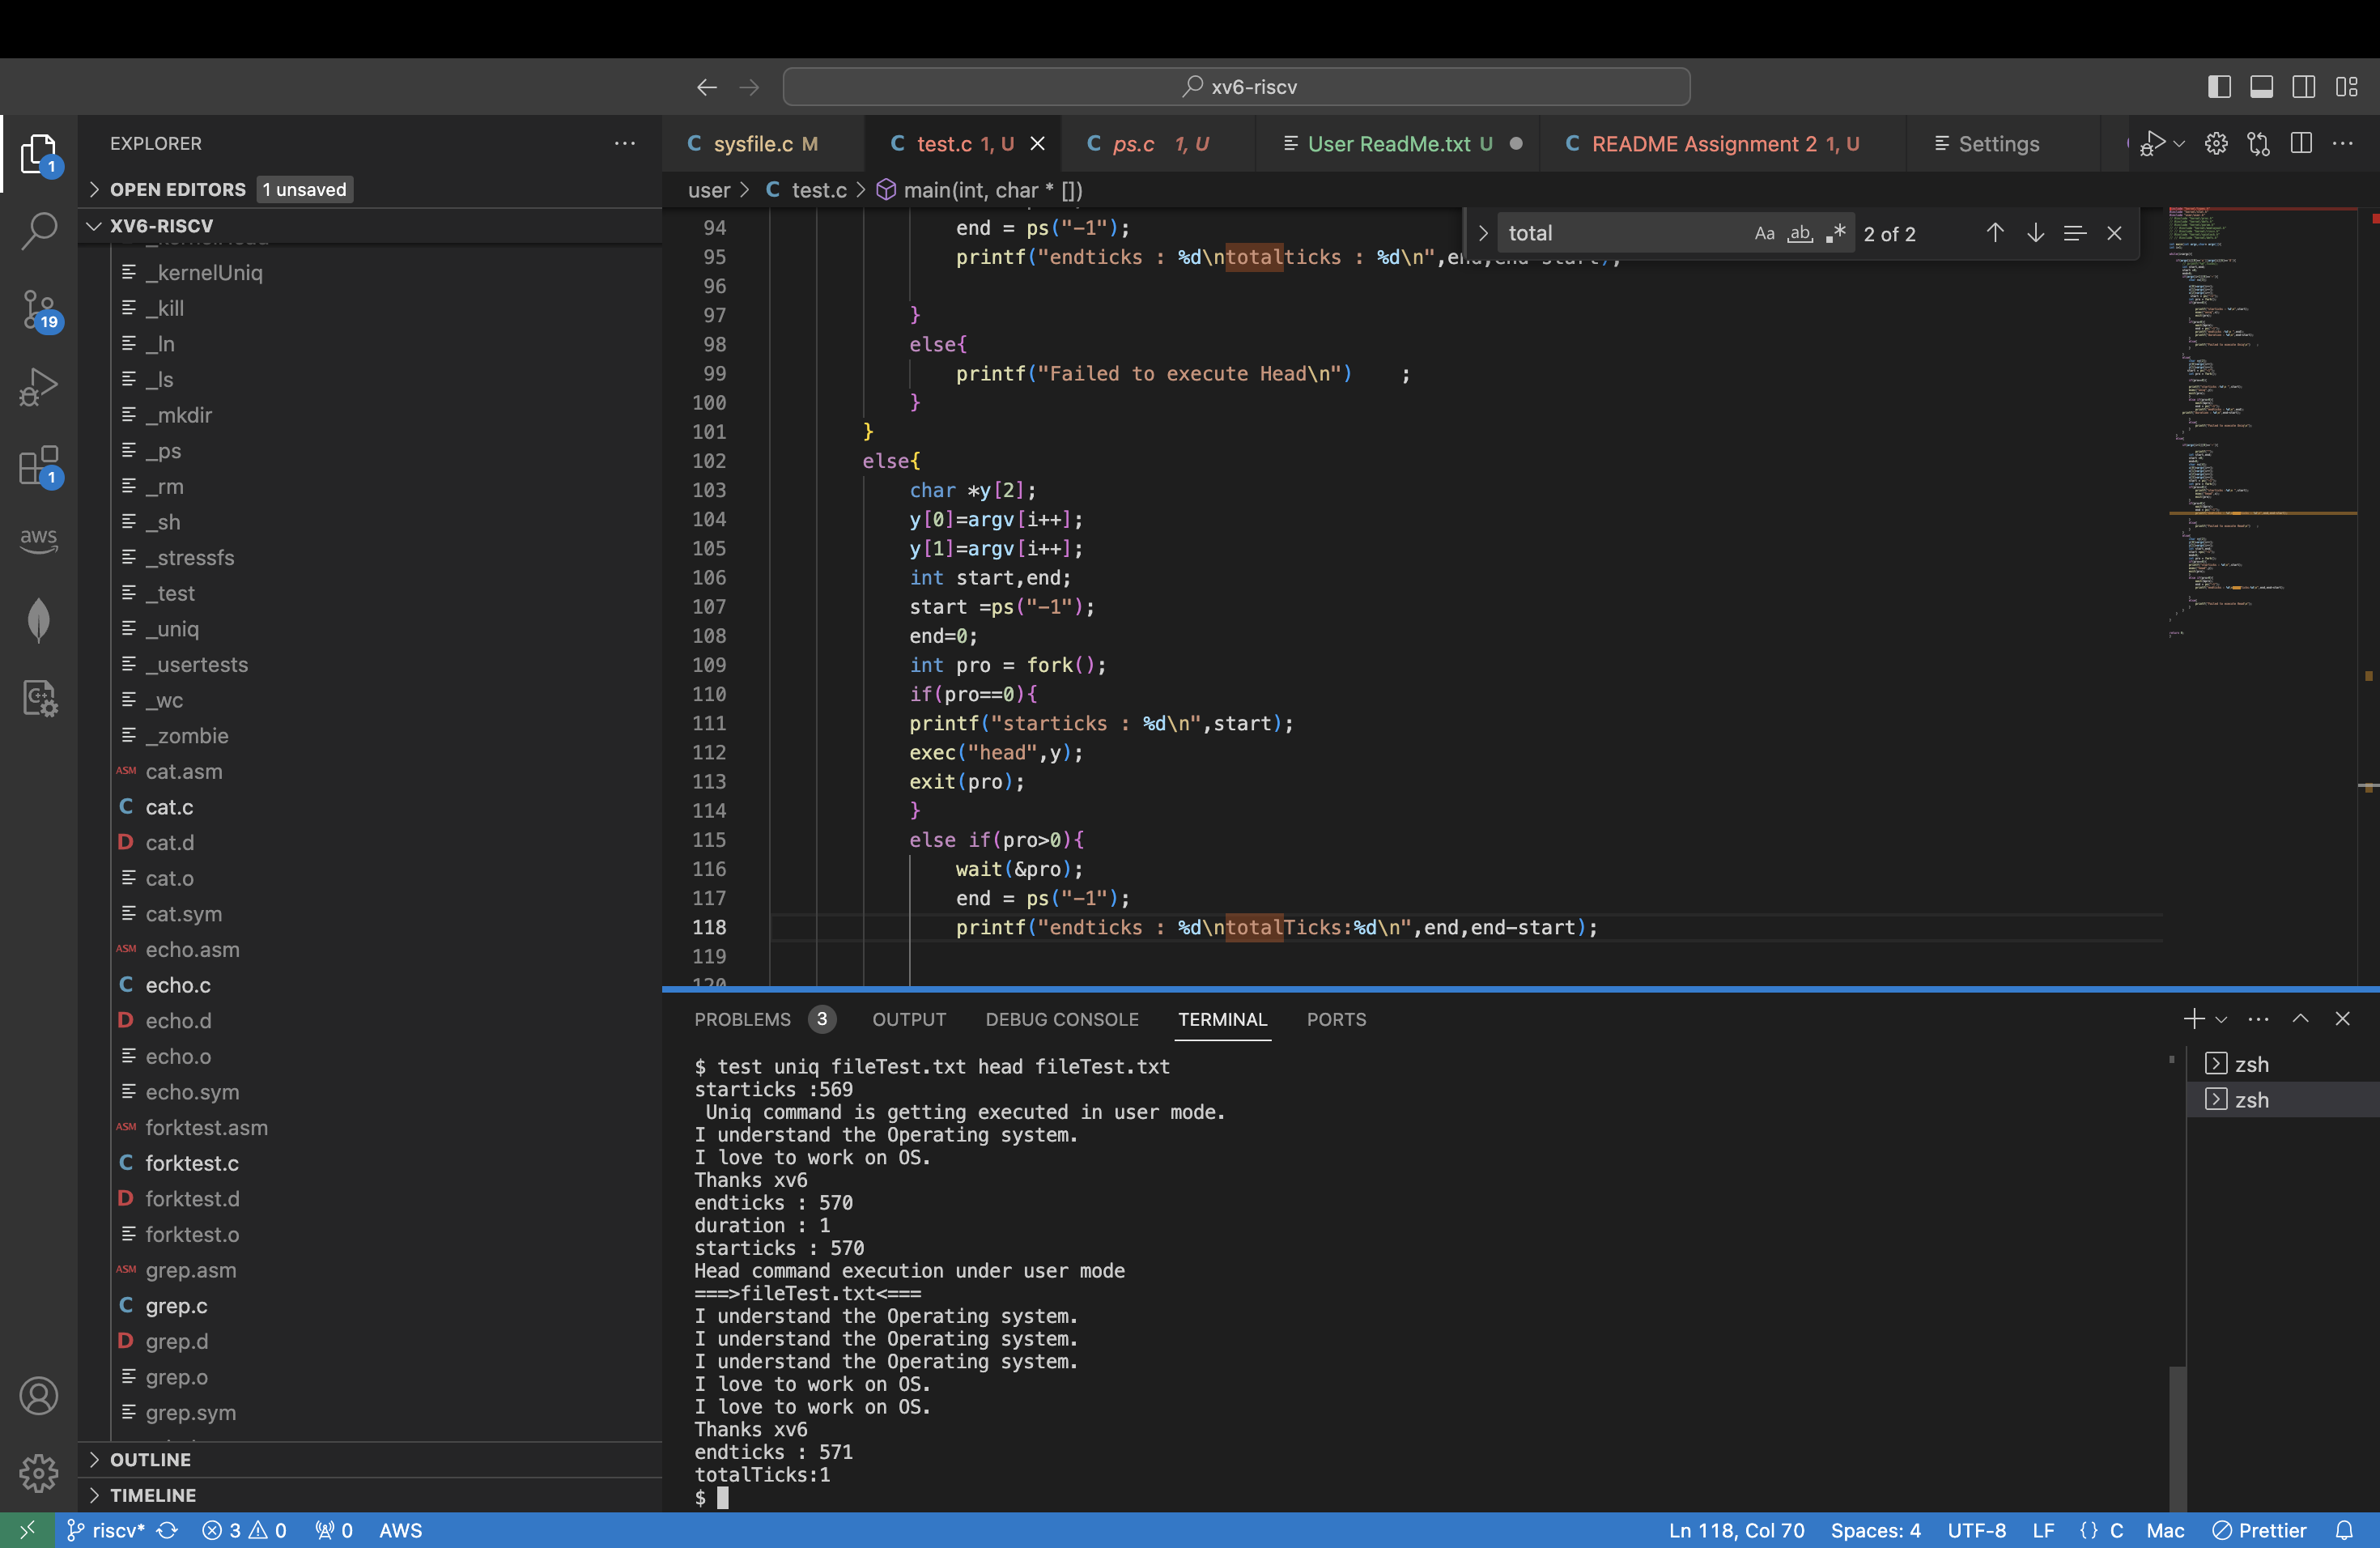 xv6-riscv
EXPLORER
sysfile.c M
test.c 1, U
ps.c 1, U
User ReadMe.txt U
README Assignment 2 1, U
Settings
OPEN EDITORS 1 unsaved
user > test.c > main(int, char * [])
XV6-RISCV
_kernelUniq
_kill
_ln
_ls
_mkdir
_ps
_rm
_sh
_stressfs
_test
_uniq
_usertests
_wc
_zombie
ASM cat.asm
C cat.c
D cat.d
cat.o
cat.sym
ASM echo.asm
C echo.c
D echo.d
echo.o
echo.sym
ASM forktest.asm
C forktest.c
D forktest.d
forktest.o
ASM grep.asm
C grep.c
D grep.d
grep.o
grep.sym
OUTLINE
TIMELINE
1
19
1
aws
total
Aa ab .*
2 of 2
94 end = ps("-1");
95 printf("endticks : %d\ntotalticks : %d\n",end,end-start);
96
97 }
98 else{
99 printf("Failed to execute Head\n")    ;
100 }
101 }
102 else{
103 char *y[2];
104 y[0]=argv[i++];
105 y[1]=argv[i++];
106 int start,end;
107 start =ps("-1");
108 end=0;
109 int pro = fork();
110 if(pro==0){
111 printf("starticks : %d\n",start);
112 exec("head",y);
113 exit(pro);
114 }
115 else if(pro>0){
116 wait(&pro);
117 end = ps("-1");
118 printf("endticks : %d\ntotalTicks:%d\n",end,end-start);
119
120
PROBLEMS 3 OUTPUT DEBUG CONSOLE TERMINAL PORTS
$ test uniq fileTest.txt head fileTest.txt
starticks :569
 Uniq command is getting executed in user mode.
I understand the Operating system.
I love to work on OS.
Thanks xv6
endticks : 570
duration : 1
starticks : 570
Head command execution under user mode
===>fileTest.txt<===
I understand the Operating system.
I understand the Operating system.
I understand the Operating system.
I love to work on OS.
I love to work on OS.
Thanks xv6
endticks : 571
totalTicks:1
$
zsh
zsh
riscv* 3 0 0 AWS
Ln 118, Col 70 Spaces: 4 UTF-8 LF {} C Mac Prettier